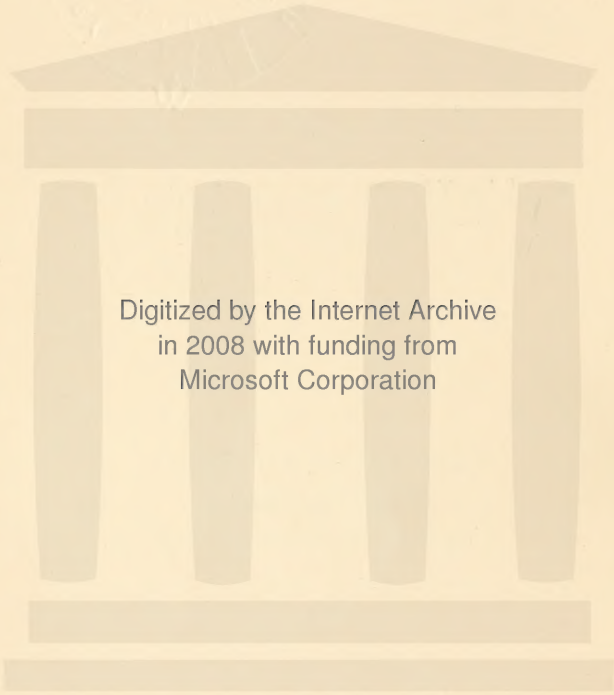 Digitized by the Internet Archive
in 2008 with funding from
Microsoft Corporation